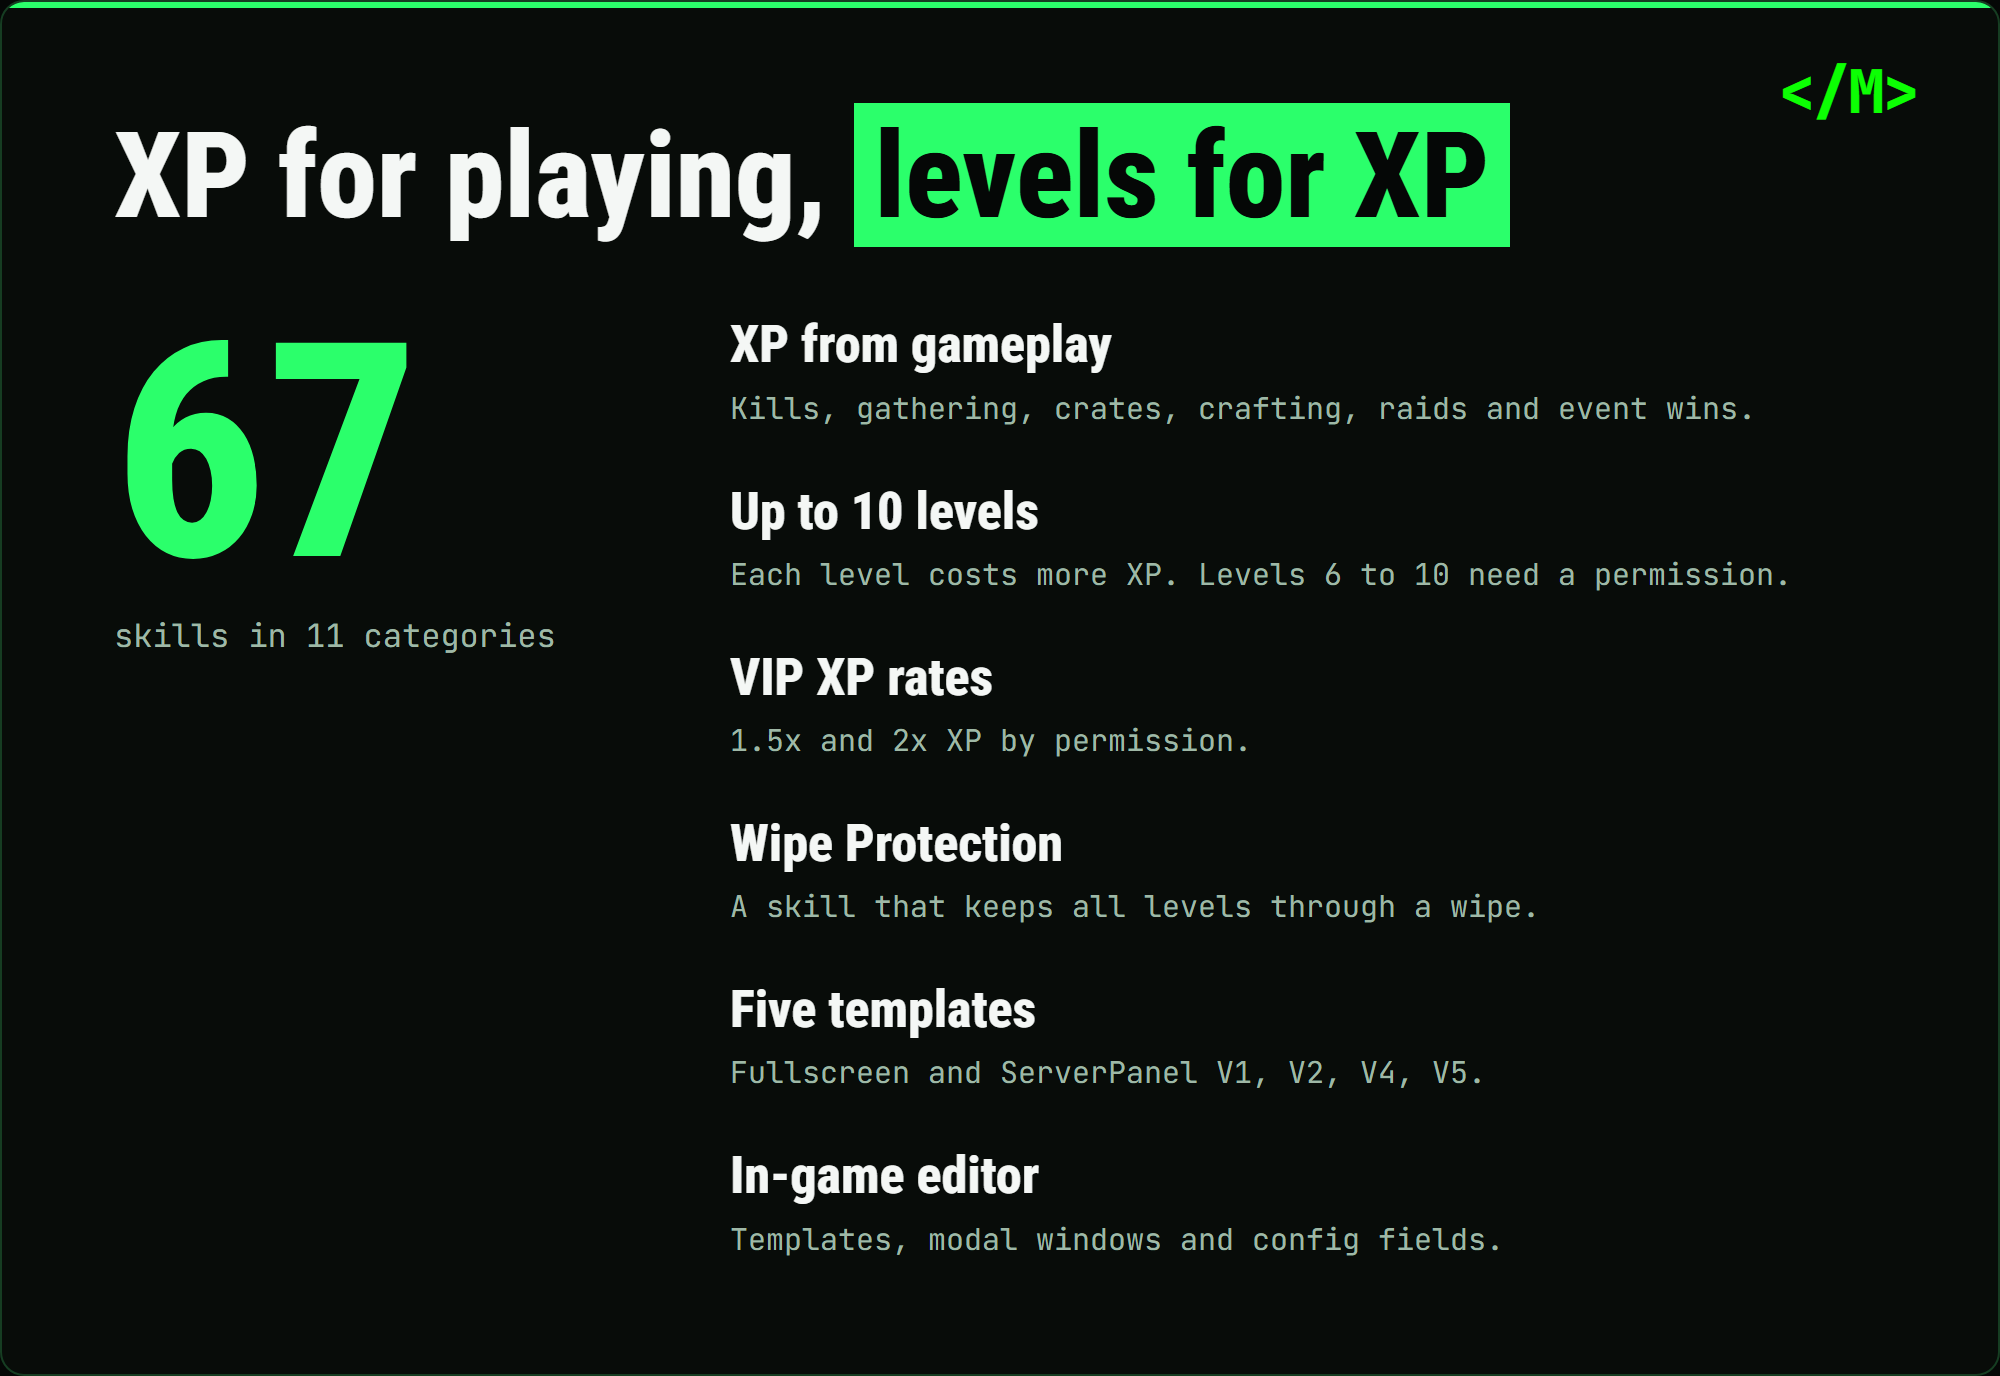 </M>
XP for playing, levels for XP
67
skills in 11 categories
XP from gameplay
Kills, gathering, crates, crafting, raids and event wins.
Up to 10 levels
Each level costs more XP. Levels 6 to 10 need a permission.
VIP XP rates
1.5x and 2x XP by permission.
Wipe Protection
A skill that keeps all levels through a wipe.
Five templates
Fullscreen and ServerPanel V1, V2, V4, V5.
In-game editor
Templates, modal windows and config fields.